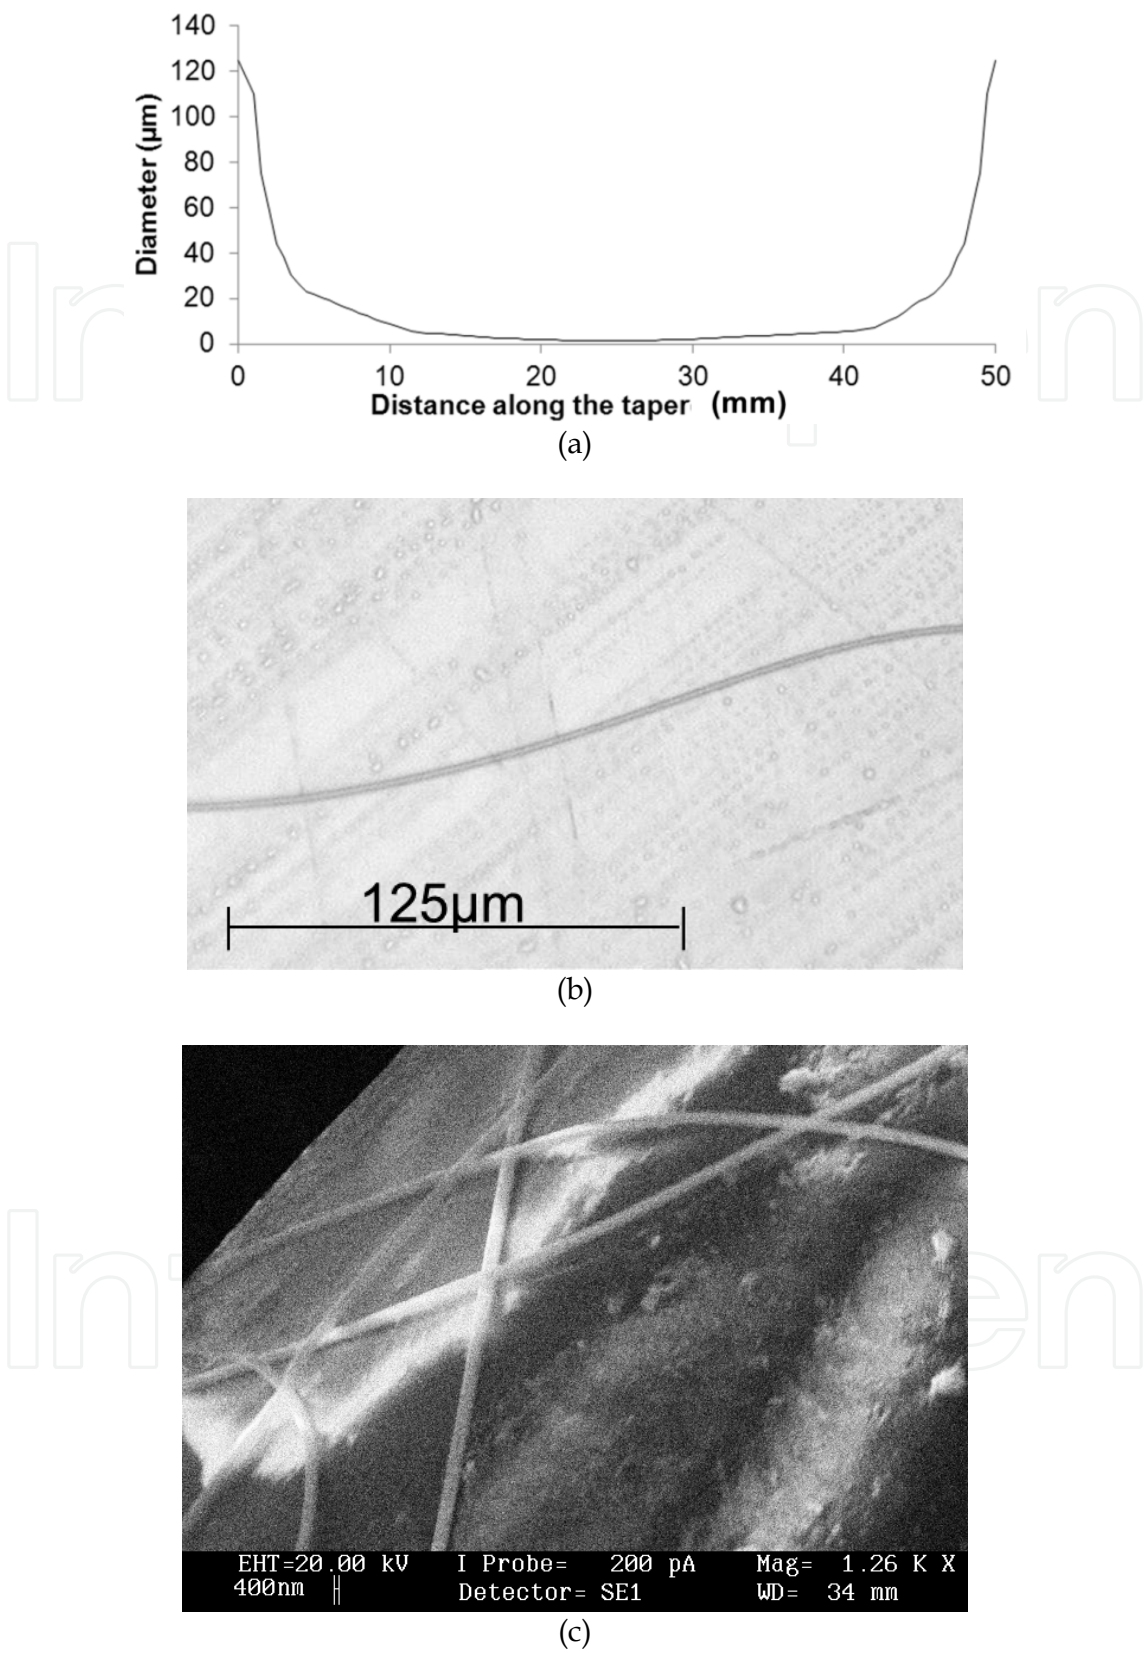 140
120
100
80
60
40
20
0
Diameter (µm)
0 10 20 30 40 50
Distance along the taper (mm)
(a)
125µm
(b)
EHT=20.00 kV I Probe= 200 pA Mag= 1.26 K X
400nm Detector= SE1 WD= 34 mm
(c)